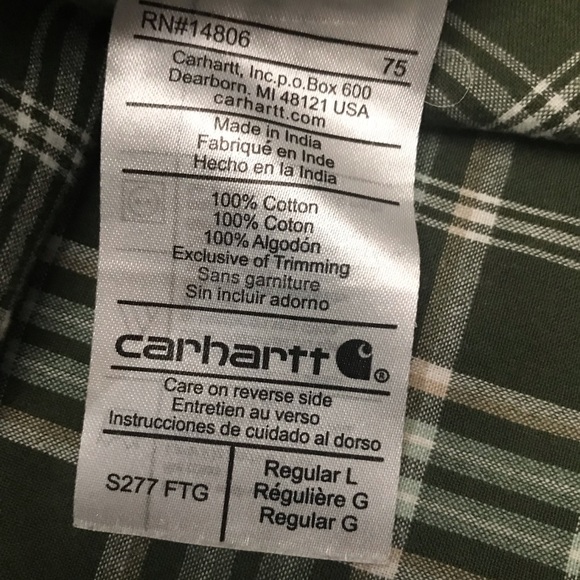 RN#14806
75
Carhartt, Inc.p.o.Box 600
Dearborn, MI 48121 USA
carhartt.com
Made in India
Fabriqué en Inde
Hecho en la India
100% Cotton
100% Coton
100% Algodón
Exclusive of Trimming
Sans garniture
Sin incluir adorno
carhartt ®
Care on reverse side
Entretien au verso
Instrucciones de cuidado al dorso
S277 FTG
Regular L
Régulière G
Regular G